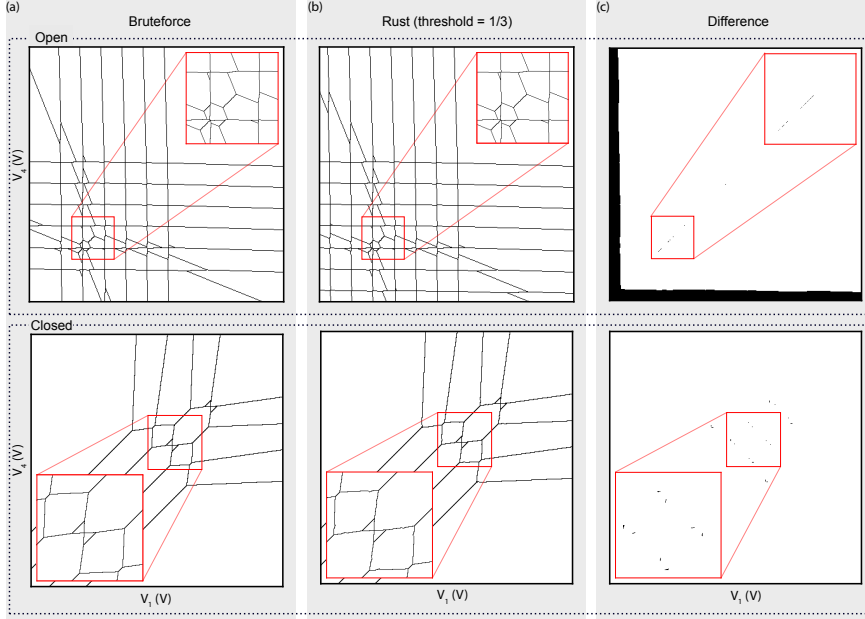 (a)
Bruteforce
(b)
Rust (threshold = 1/3)
(c)
Difference
Open
V4 (V)
Closed
V4 (V)
V1 (V)
V1 (V)
V1 (V)